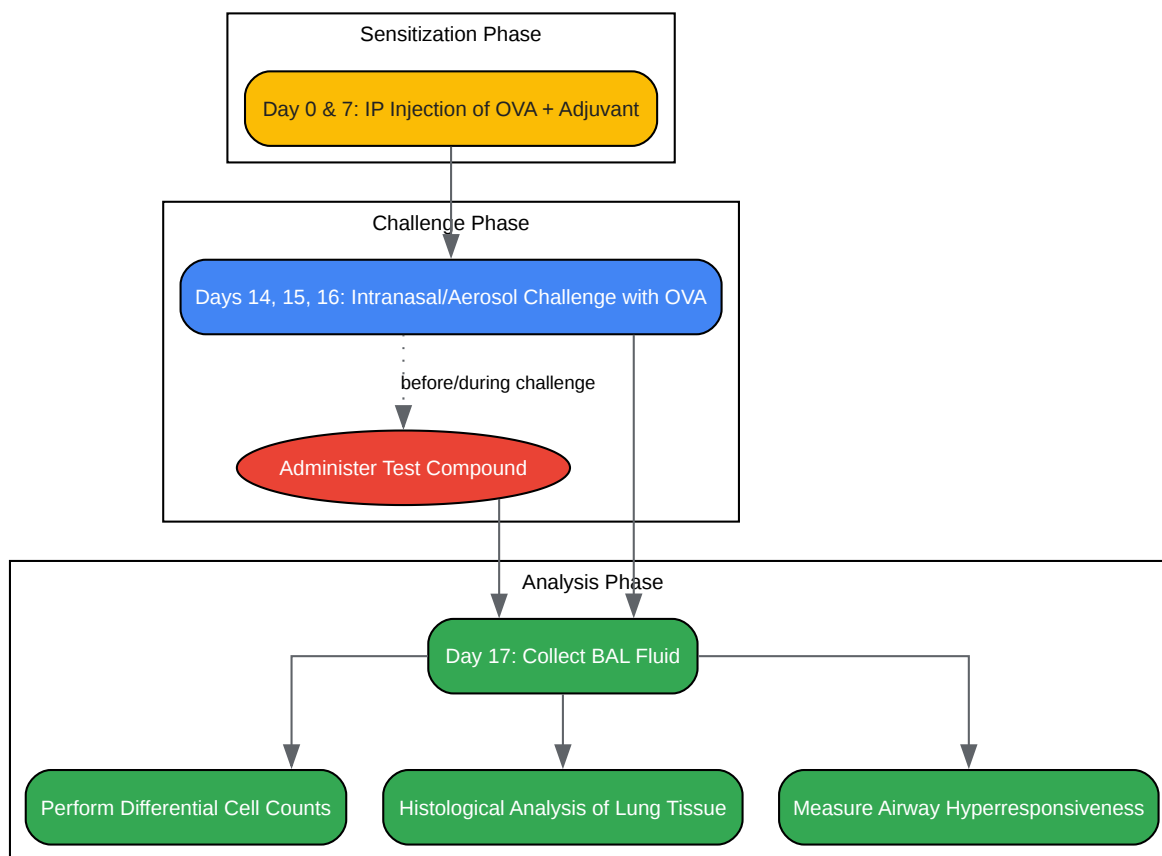 Sensitization Phase
Day 0 & 7: IP Injection of OVA + Adjuvant
Challenge Phase
Days 14, 15, 16: Intranasal/Aerosol Challenge with OVA
before/during challenge
Administer Test Compound
Analysis Phase
Day 17: Collect BAL Fluid
Perform Differential Cell Counts
Histological Analysis of Lung Tissue
Measure Airway Hyperresponsiveness